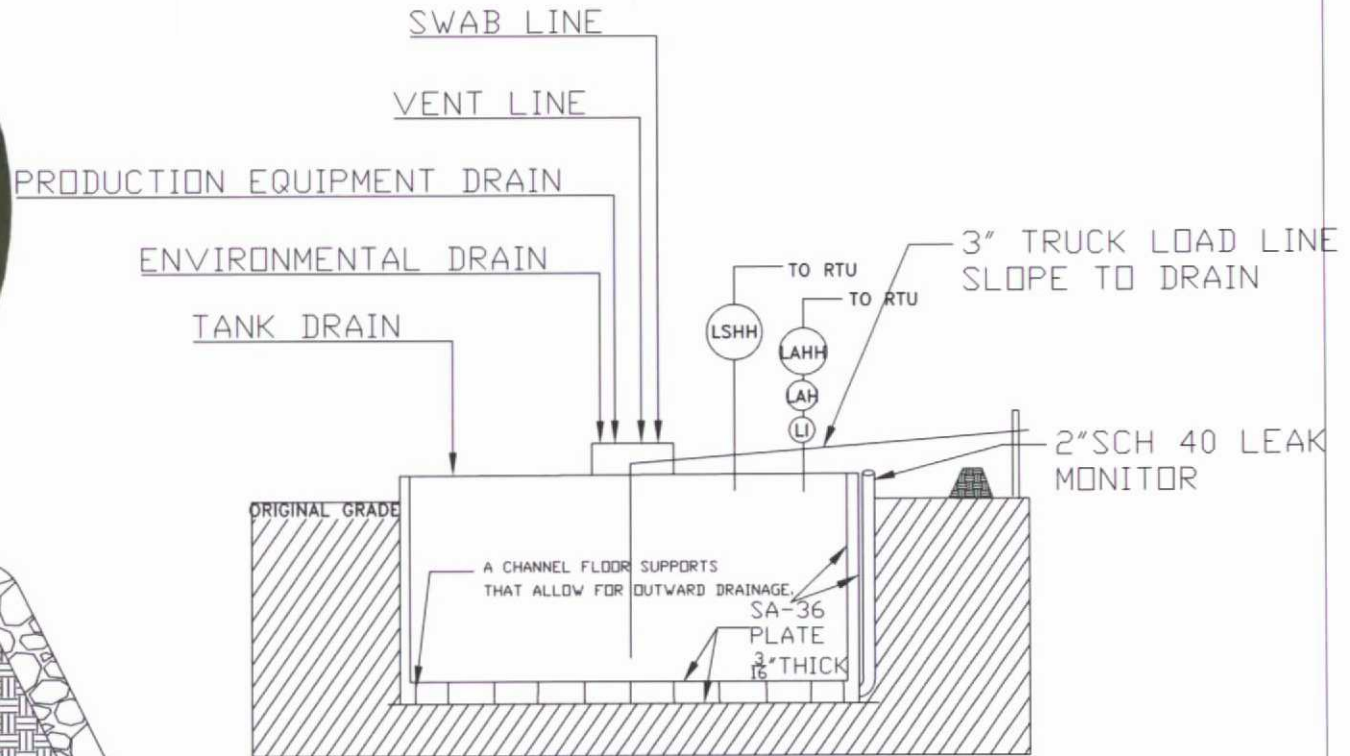 SWAB LINE
VENT LINE
PRODUCTION EQUIPMENT DRAIN
ENVIRONMENTAL DRAIN
TANK DRAIN
TO RTU
TO RTU
3" TRUCK LOAD LINE
SLOPE TO DRAIN
LSHH
LAHH
LAH
LI
2"SCH 40 LEAK
MONITOR
ORIGINAL GRADE
A CHANNEL FLOOR SUPPORTS
THAT ALLOW FOR OUTWARD DRAINAGE.
SA-36
PLATE
3/16"THICK